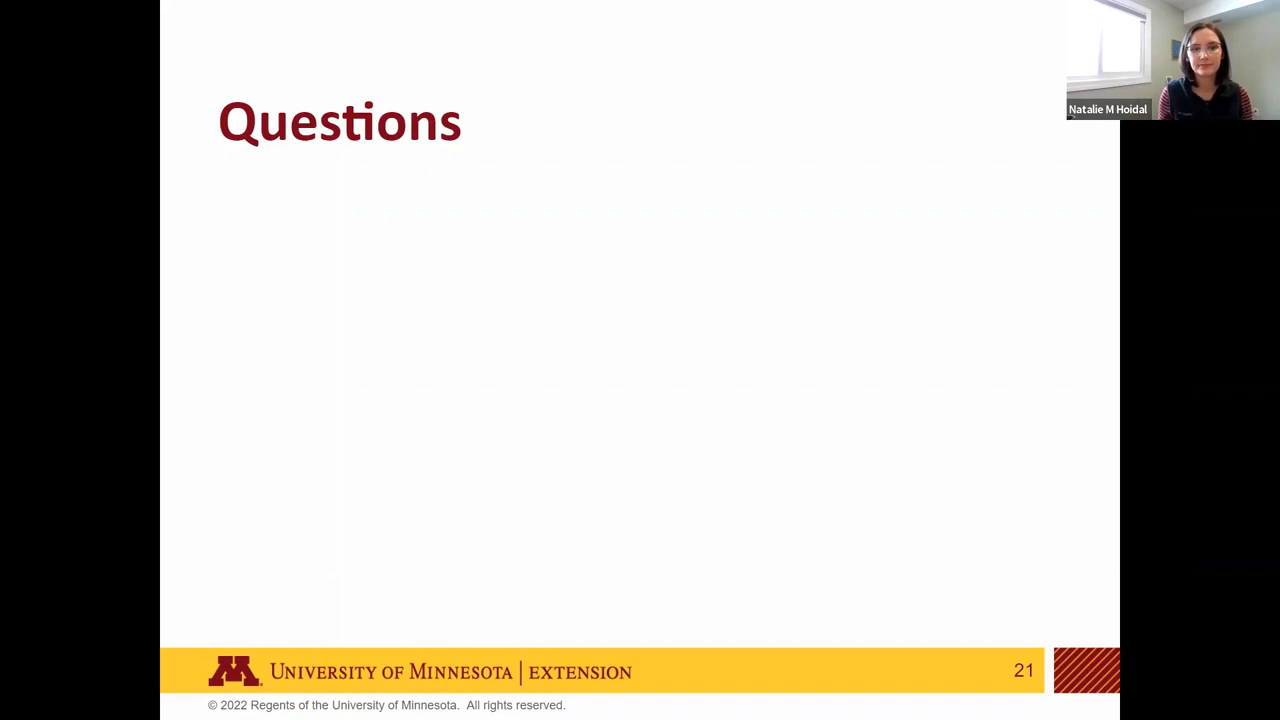 Questions
Natalie M Hoidal
UNIVERSITY OF MINNESOTA | EXTENSION
21
© 2022 Regents of the University of Minnesota. All rights reserved.